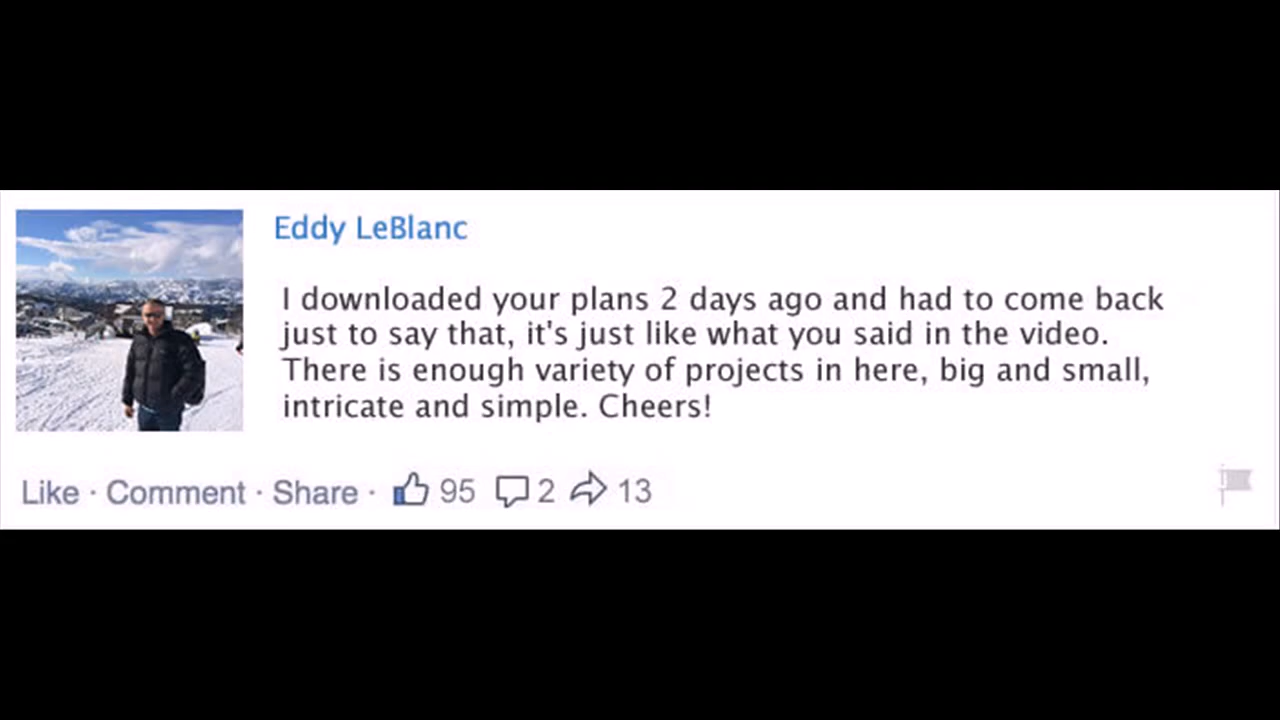 Eddy LeBlanc
I downloaded your plans 2 days ago and had to come back
just to say that, it's just like what you said in the video.
There is enough variety of projects in here, big and small,
intricate and simple. Cheers!
Like · Comment · Share · 95 2 13